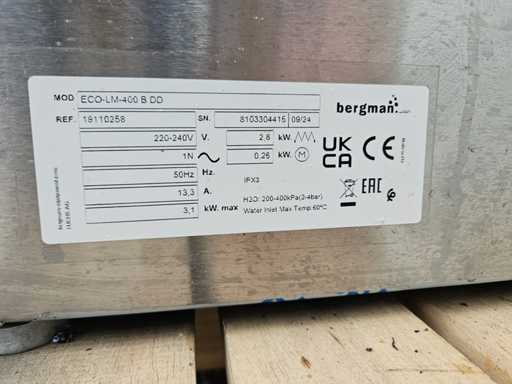 MOD ECO-LM-400 B DD
REF. 19110258 SN. 8103304415 09/24
220-240V V. 2,8 kW.
1N 0.26 kW. M
50Hz Hz. IPX3
13,3 A. H2O: 200-400kPa(2-4bar)
3,1 kW. max Water Inlet Max Temp 60°C
bergman
UK CA CE
EAC